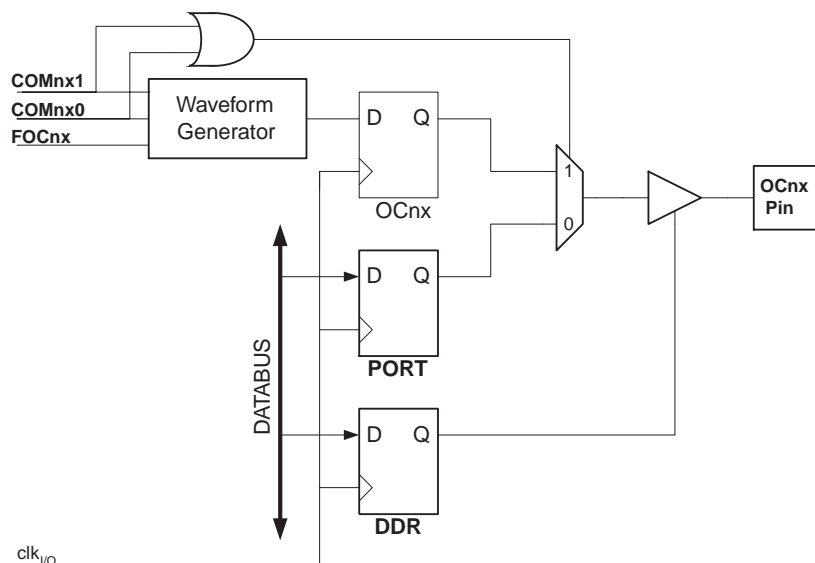 COMnx1
COMnx0
FOCnx
Waveform
Generator
D Q
OCnx
1
0
OCnx
Pin
DATABUS
D Q
PORT
D Q
DDR
clkI/O